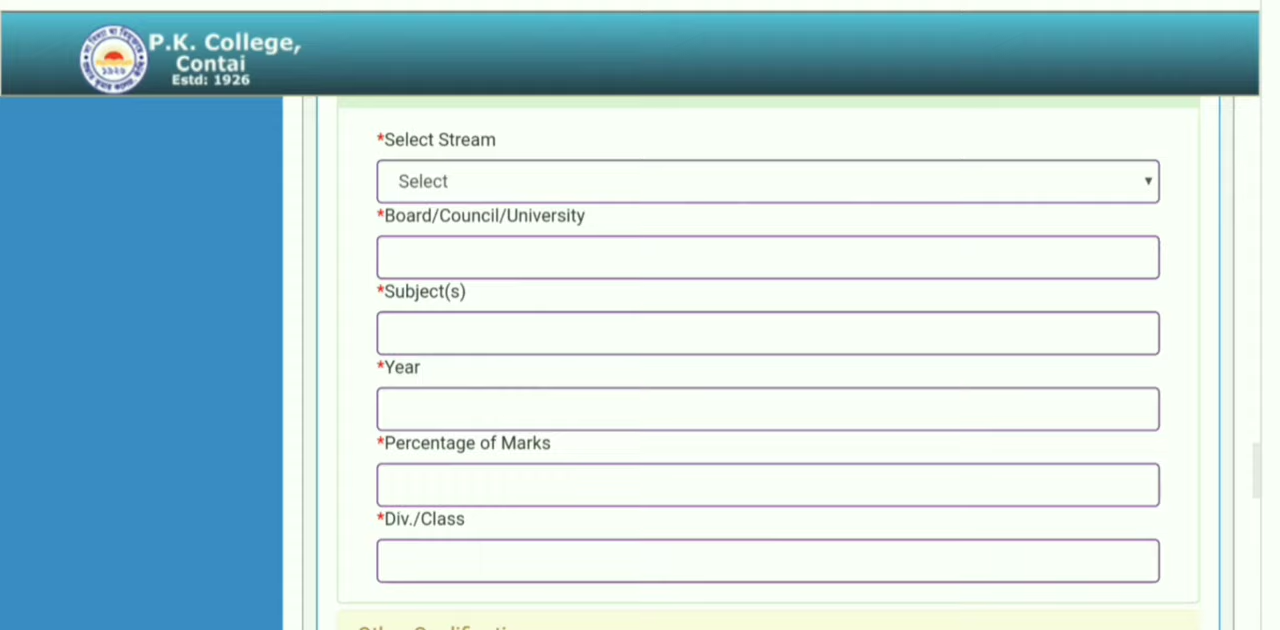 P.K. College,
Contai
Estd: 1926
*Select Stream
Select
*Board/Council/University
*Subject(s)
*Year
*Percentage of Marks
*Div./Class